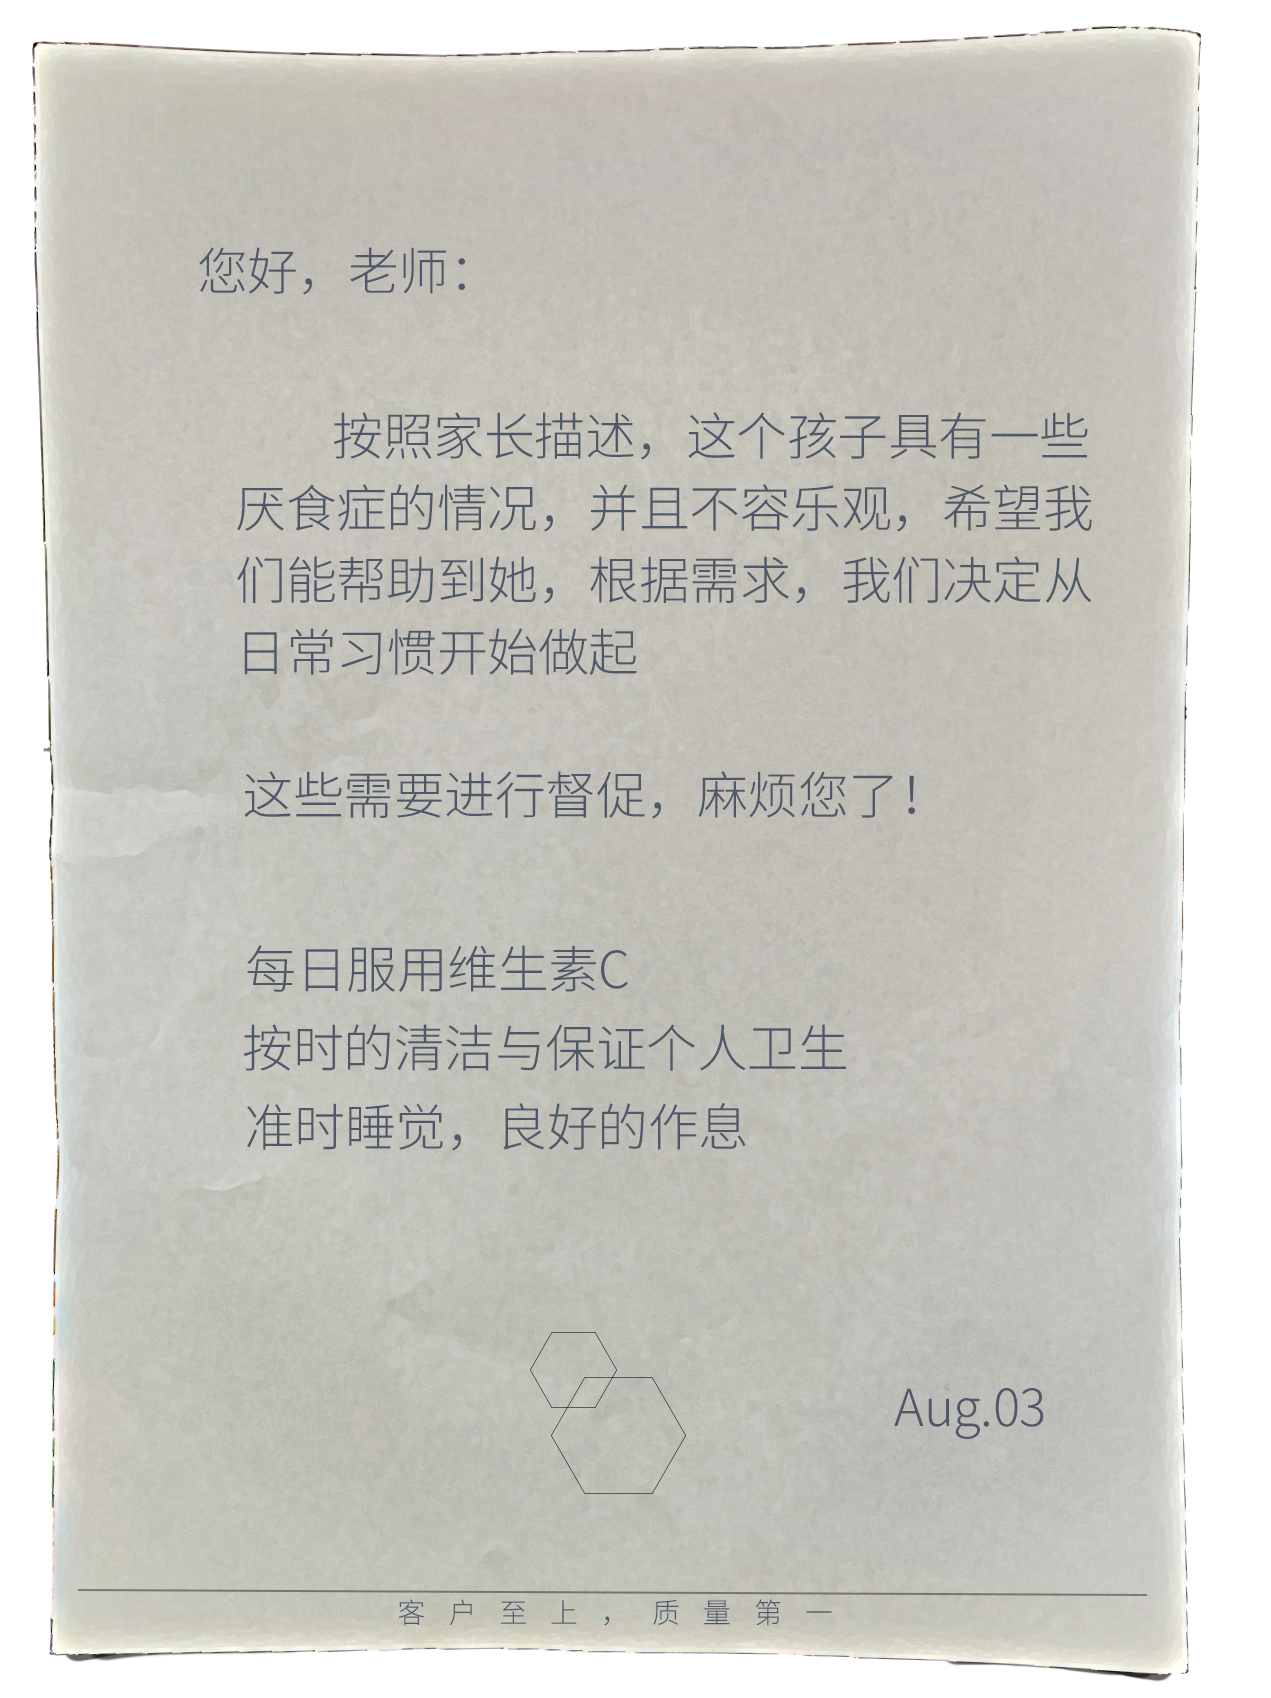 您好，老师：
按照家长描述，这个孩子具有一些
厌食症的情况，并且不容乐观，希望我
们能帮助到她，根据需求，我们决定从
日常习惯开始做起
这些需要进行督促，麻烦您了！
每日服用维生素C
按时的清洁与保证个人卫生
准时睡觉，良好的作息
Aug.03
客户至上，质量第一